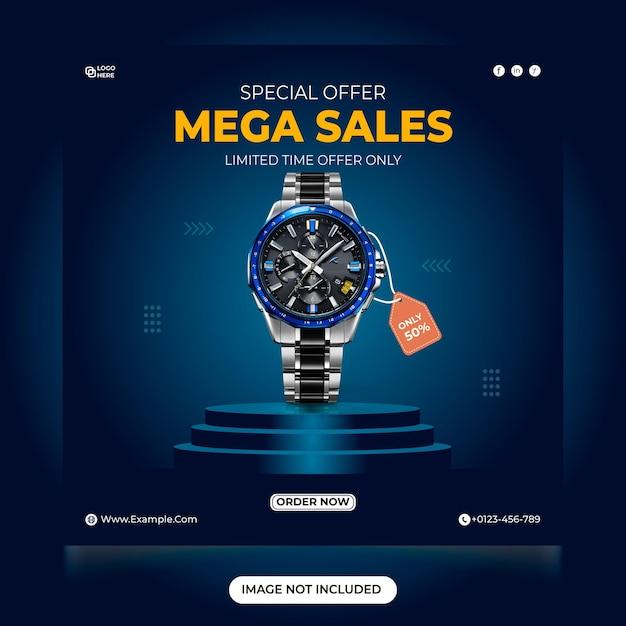 LOGO
HERE
SPECIAL OFFER
MEGA SALES
LIMITED TIME OFFER ONLY
ONLY
50%
ORDER NOW
Www.Example.Com
+0123-456-789
IMAGE NOT INCLUDED